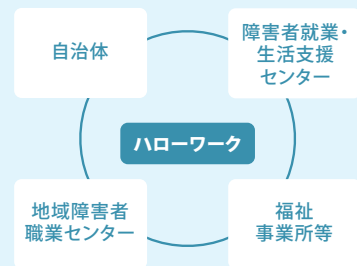 自治体
障害者就業・
生活支援
センター
ハローワーク
地域障害者
職業センター
福祉
事業所等